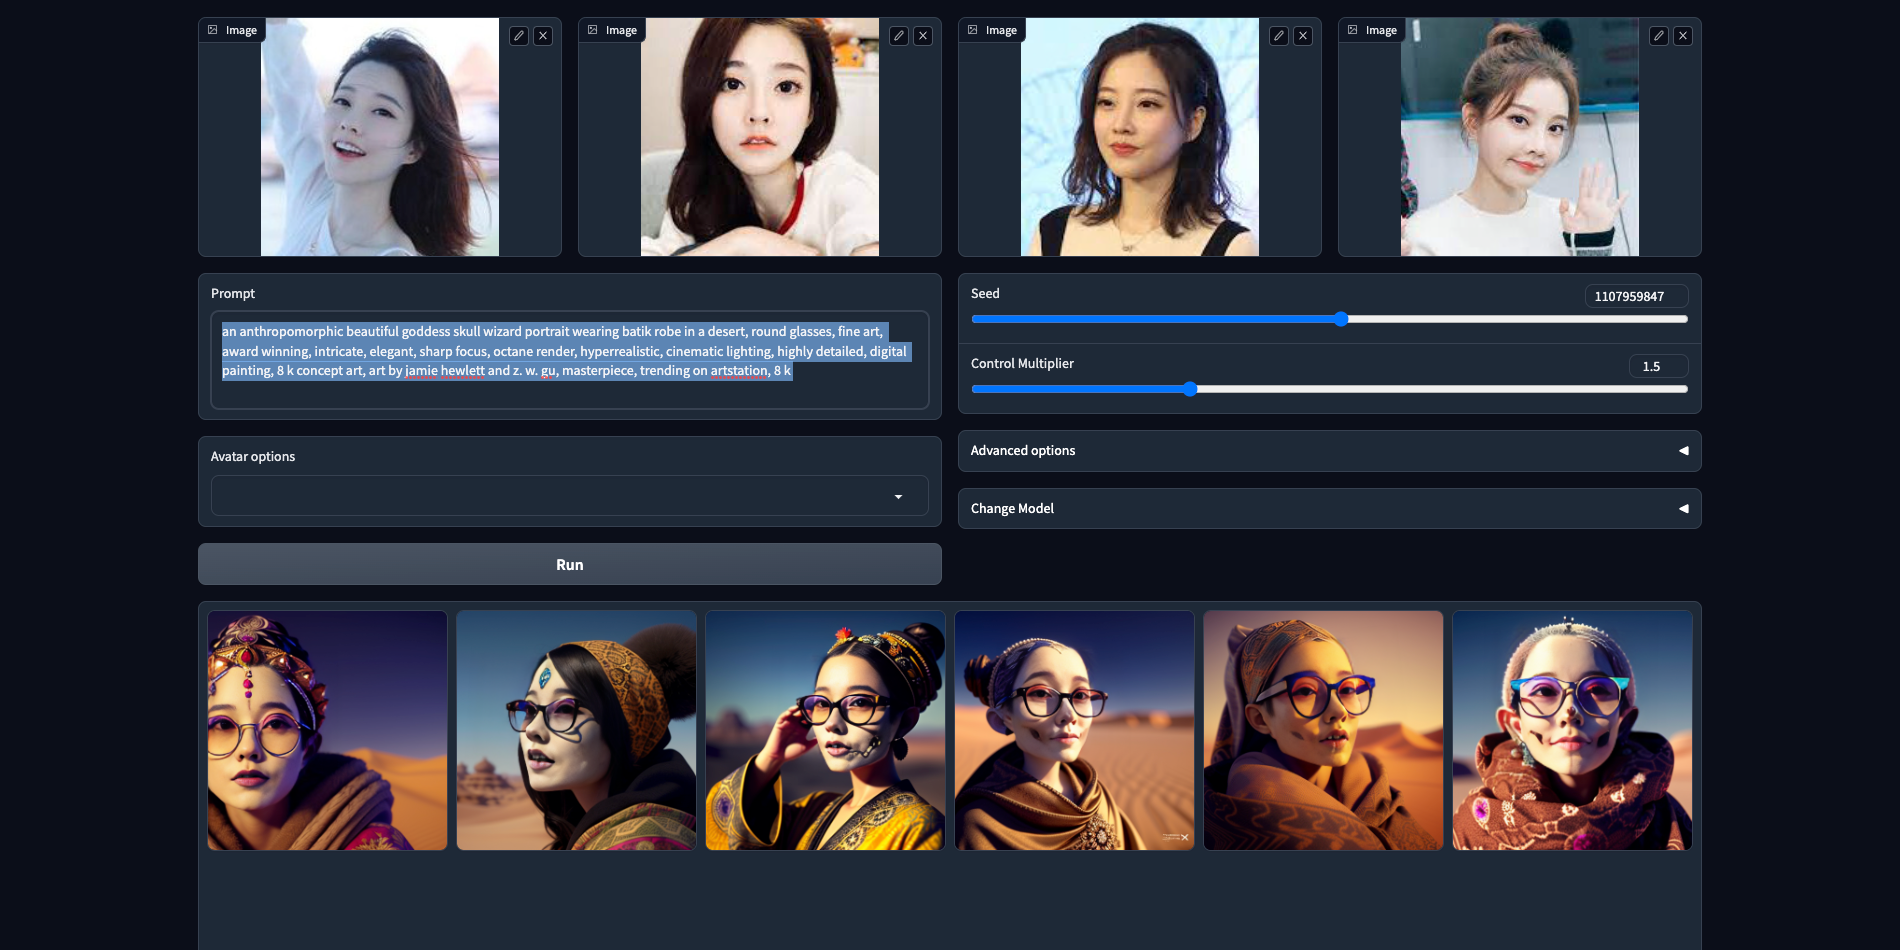 Image
Image
Image
Image
Prompt
an anthropomorphic beautiful goddess skull wizard portrait wearing batik robe in a desert, round glasses, fine art,
award winning, intricate, elegant, sharp focus, octane render, hyperrealistic, cinematic lighting, highly detailed, digital
painting, 8 k concept art, art by jamie hewlett and z. w. gu, masterpiece, trending on artstation, 8 k
Seed
1107959847
Control Multiplier
1.5
Avatar options
Advanced options
Change Model
Run